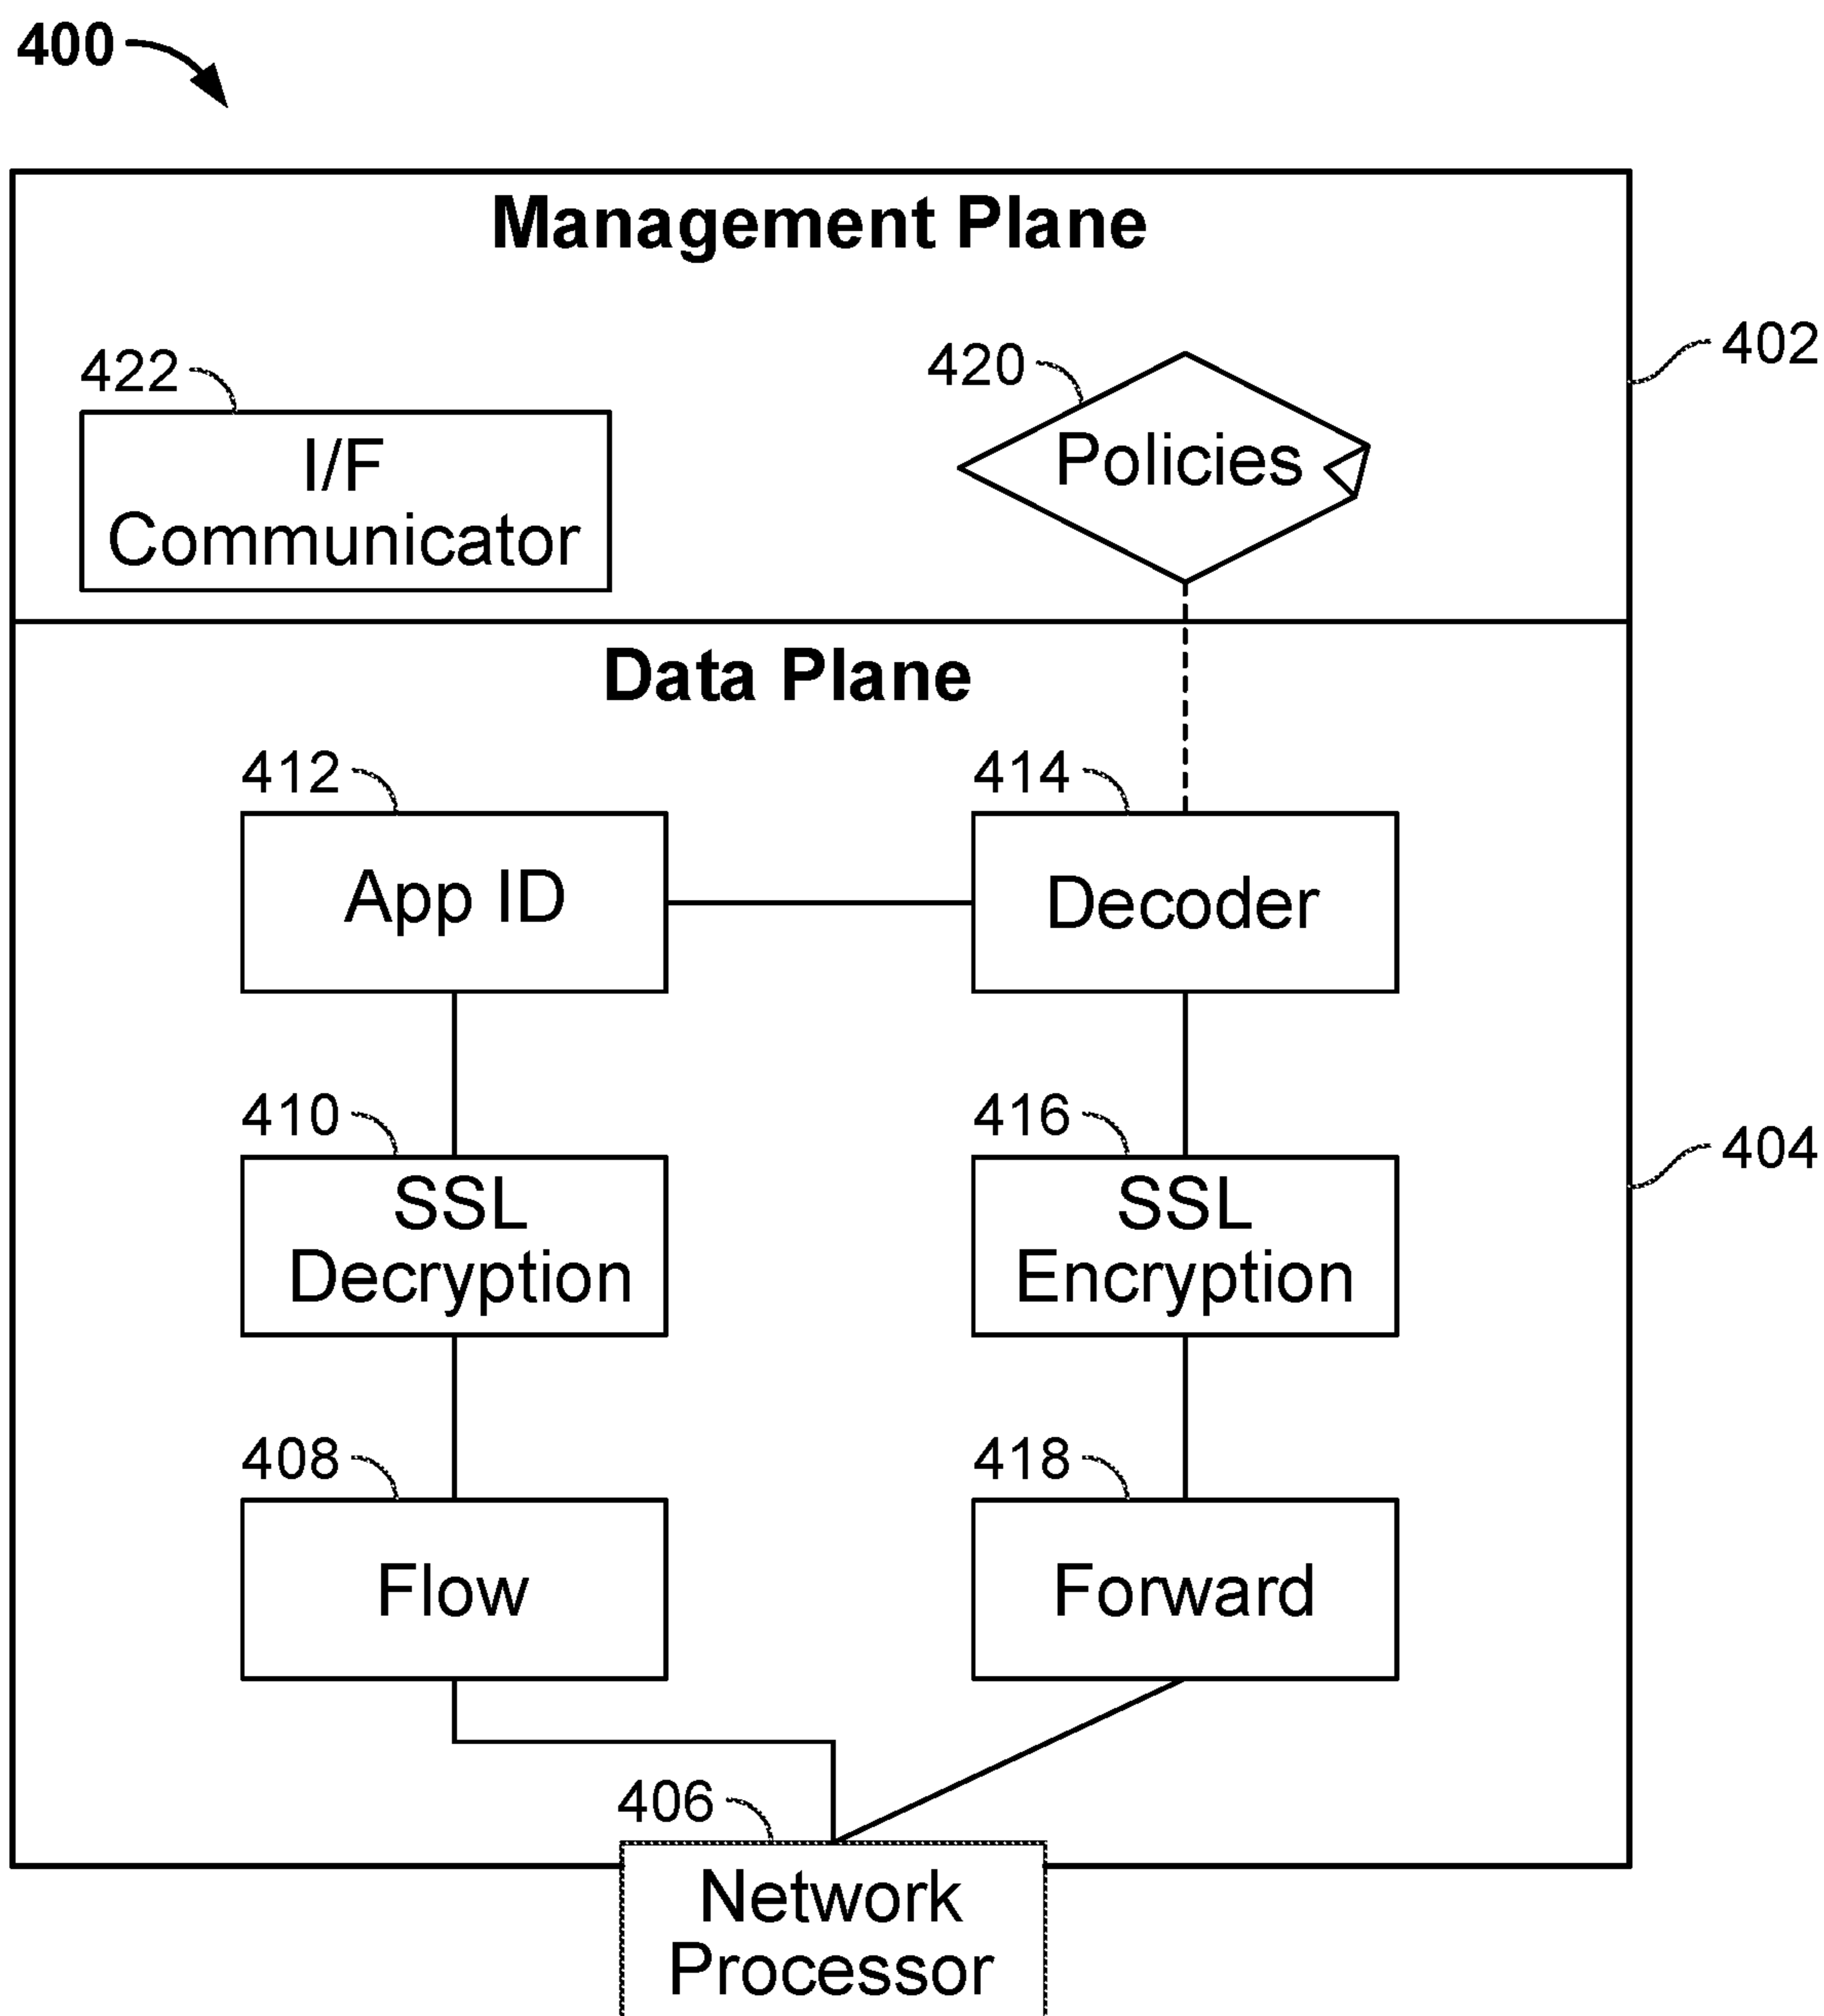 400
Management Plane
402
422
420
I/F
Communicator
Policies
Data Plane
412
414
App ID
Decoder
410
416
404
SSL
Decryption
SSL
Encryption
408
418
Flow
Forward
406
Network
Processor